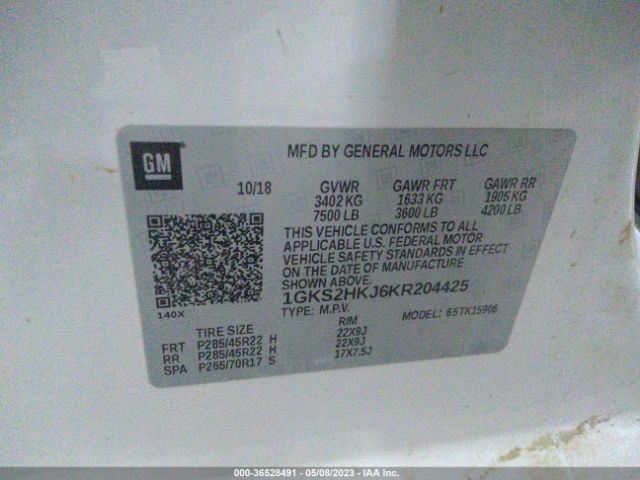 GM
MFD BY GENERAL MOTORS LLC
10/18 GVWR GAWR FRT GAWR RR
3402 KG 1633 KG 1905 KG
7500 LB 3600 LB 4200 LB
THIS VEHICLE CONFORMS TO ALL
APPLICABLE U.S. FEDERAL MOTOR
VEHICLE SAFETY STANDARDS IN EFFECT
ON THE DATE OF MANUFACTURE
SHOWN ABOVE.
1GKS2HKJ6KR204425
140X
TYPE: M.P.V. MODEL: 65TK15906
TIRE SIZE RIM
FRT P285/45R22 H 22X9J
RR P285/45R22 H 22X9J
SPA P265/70R17 S 17X7.5J
000-36528491 - 05/08/2023 - IAA Inc.